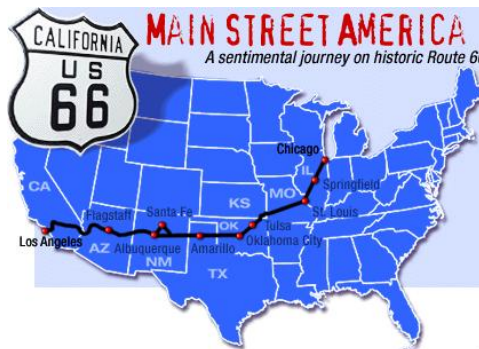 CALIFORNIA
U S
66
MAIN STREET AMERICA
A sentimental journey on historic Route 66
Chicago
IL
Springfield
MO
St. Louis
CA
KS
Santa Fe
Flagstaff
OK
Tulsa
Los Angeles
Oklahoma City
AZ
Albuquerque
Amarillo
NM
TX